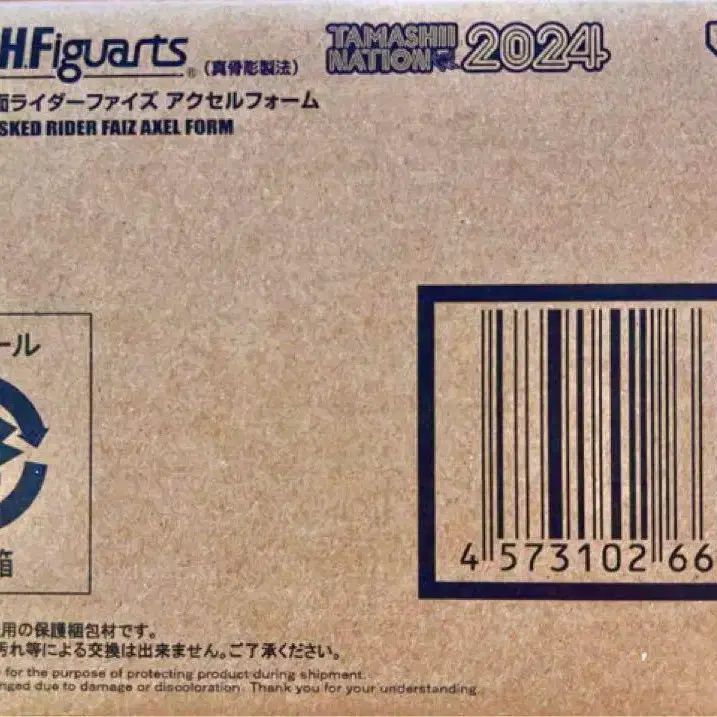 H.Figuarts®(真骨彫製法)
TAMASHII NATION 2024
面ライダーファイズ アクセルフォーム
SKED RIDER FAIZ AXEL FORM
ール
箱
4 573102 66
用の保護梱包材です。
汚れ等による交換は出来ません。ご了承ください。
for the purpose of protecting product during shipment.
nged due to damage or discoloration. Thank you for your understanding.